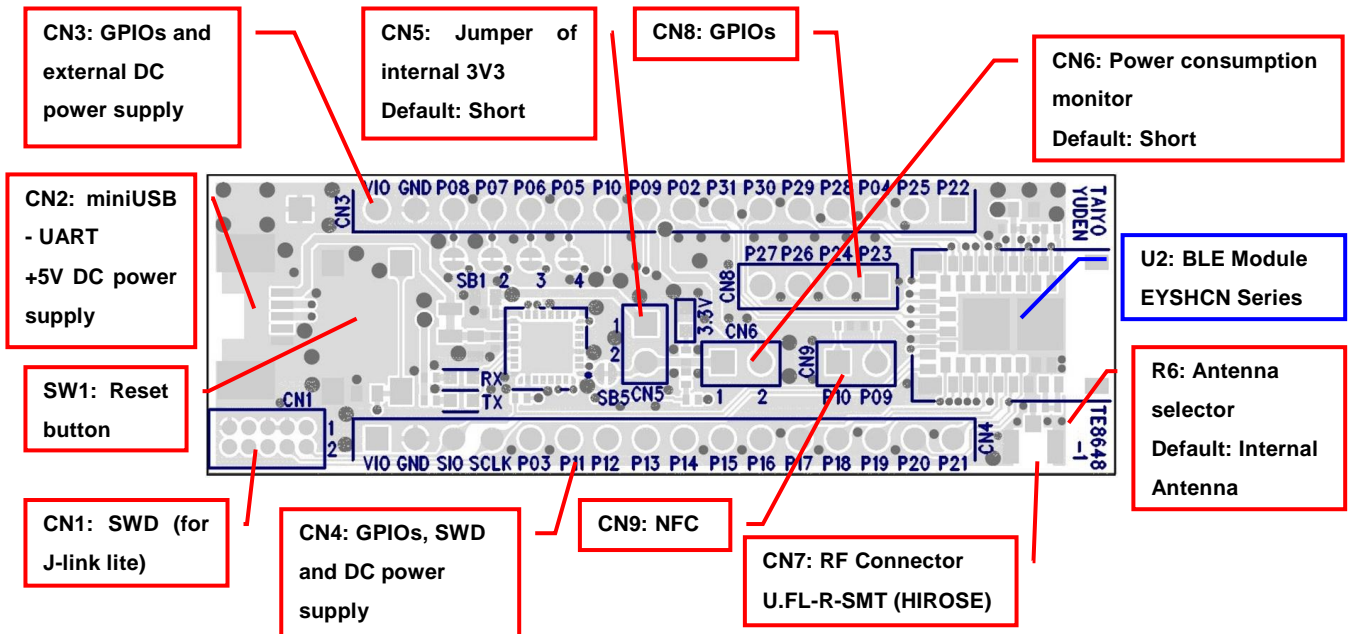 CN3: GPIOs and
external DC
power supply
CN5: Jumper of
internal 3V3
Default: Short
CN8: GPIOs
CN6: Power consumption
monitor
Default: Short
CN2: miniUSB
- UART
+5V DC power
supply
SW1: Reset
button
CN1: SWD (for
J-link lite)
CN4: GPIOs, SWD
and DC power
supply
CN9: NFC
CN7: RF Connector
U.FL-R-SMT (HIROSE)
U2: BLE Module
EYSHCN Series
R6: Antenna
selector
Default: Internal
Antenna
CN3
VIO GND P08 P07 P06 P05 P10 P09 P02 P31 P30 P29 P28 P04 P25 P22
TAIYO
YUDEN
P27 P26 P24 P23
CN8
SB1 2 3 4
1
2
CN5
3.3V
CN6
1 2
CN9
P10 P09
SB5
RX
TX
CN1
1
2
VIO GND SIO SCLK P03 P11 P12 P13 P14 P15 P16 P17 P18 P19 P20 P21
CN4
TE8648
-1